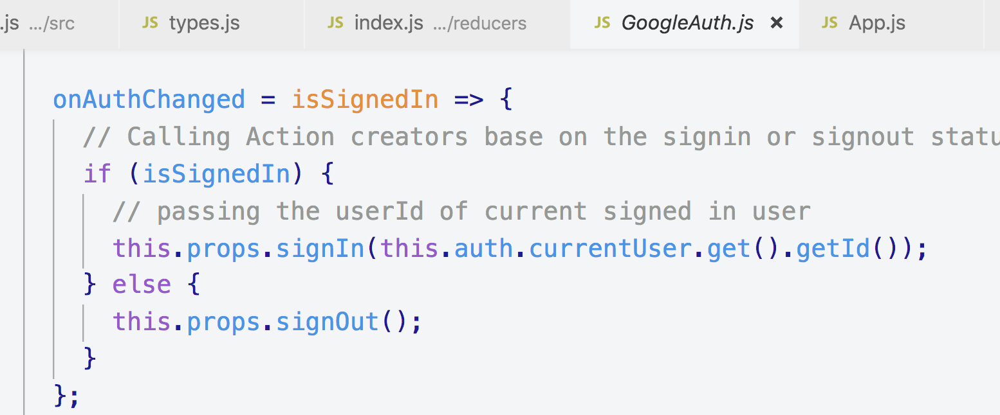 .js .../src JS types.js JS index.js .../reducers JS GoogleAuth.js × JS App.js
onAuthChanged = isSignedIn => {
// Calling Action creators base on the signin or signout statu
if (isSignedIn) {
// passing the userId of current signed in user
this.props.signIn(this.auth.currentUser.get().getId());
} else {
this.props.signOut();
}
};